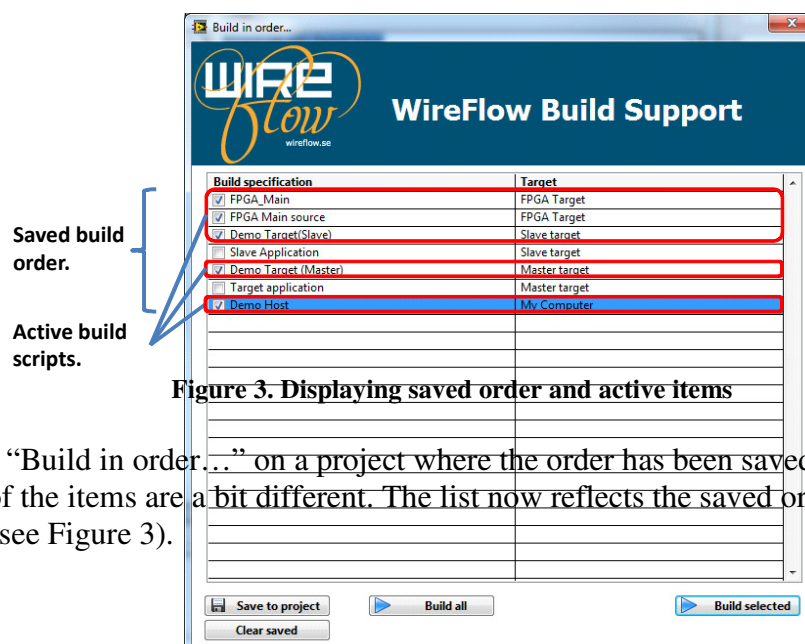 Build in order...
WIRE
flow
wireflow.se
WireFlow Build Support
Build specification Target
FPGA_Main FPGA Target
FPGA Main source FPGA Target
Demo Target(Slave) Slave target
Slave Application Slave target
Demo Target (Master) Master target
Target application Master target
Demo Host My Computer
Saved build
order.
Active build
scripts.
Figure 3. Displaying saved order and active items
“Build in order…” on a project where the order has been saved
of the items are a bit different. The list now reflects the saved or
see Figure 3).
Save to project Build all Build selected
Clear saved